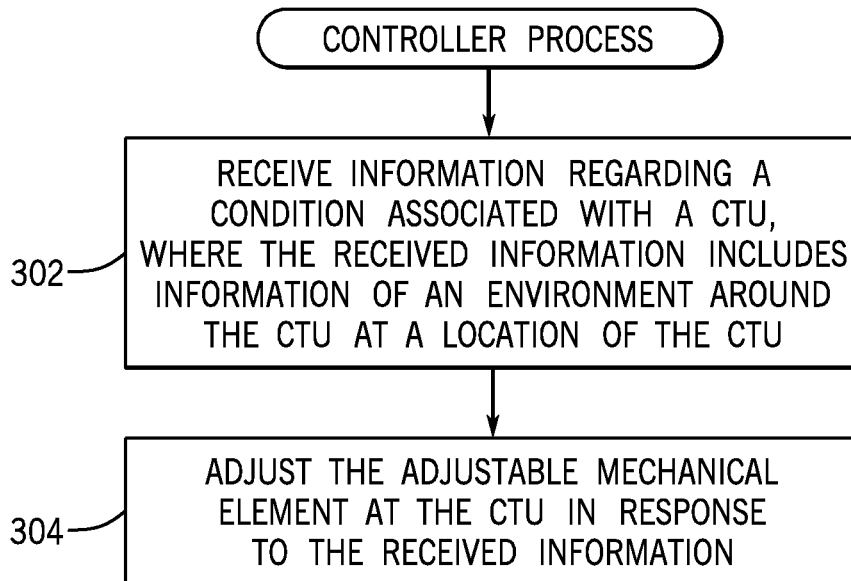 CONTROLLER PROCESS
RECEIVE INFORMATION REGARDING A
CONDITION ASSOCIATED WITH A CTU,
WHERE THE RECEIVED INFORMATION INCLUDES
INFORMATION OF AN ENVIRONMENT AROUND
THE CTU AT A LOCATION OF THE CTU
302
ADJUST THE ADJUSTABLE MECHANICAL
ELEMENT AT THE CTU IN RESPONSE
TO THE RECEIVED INFORMATION
304